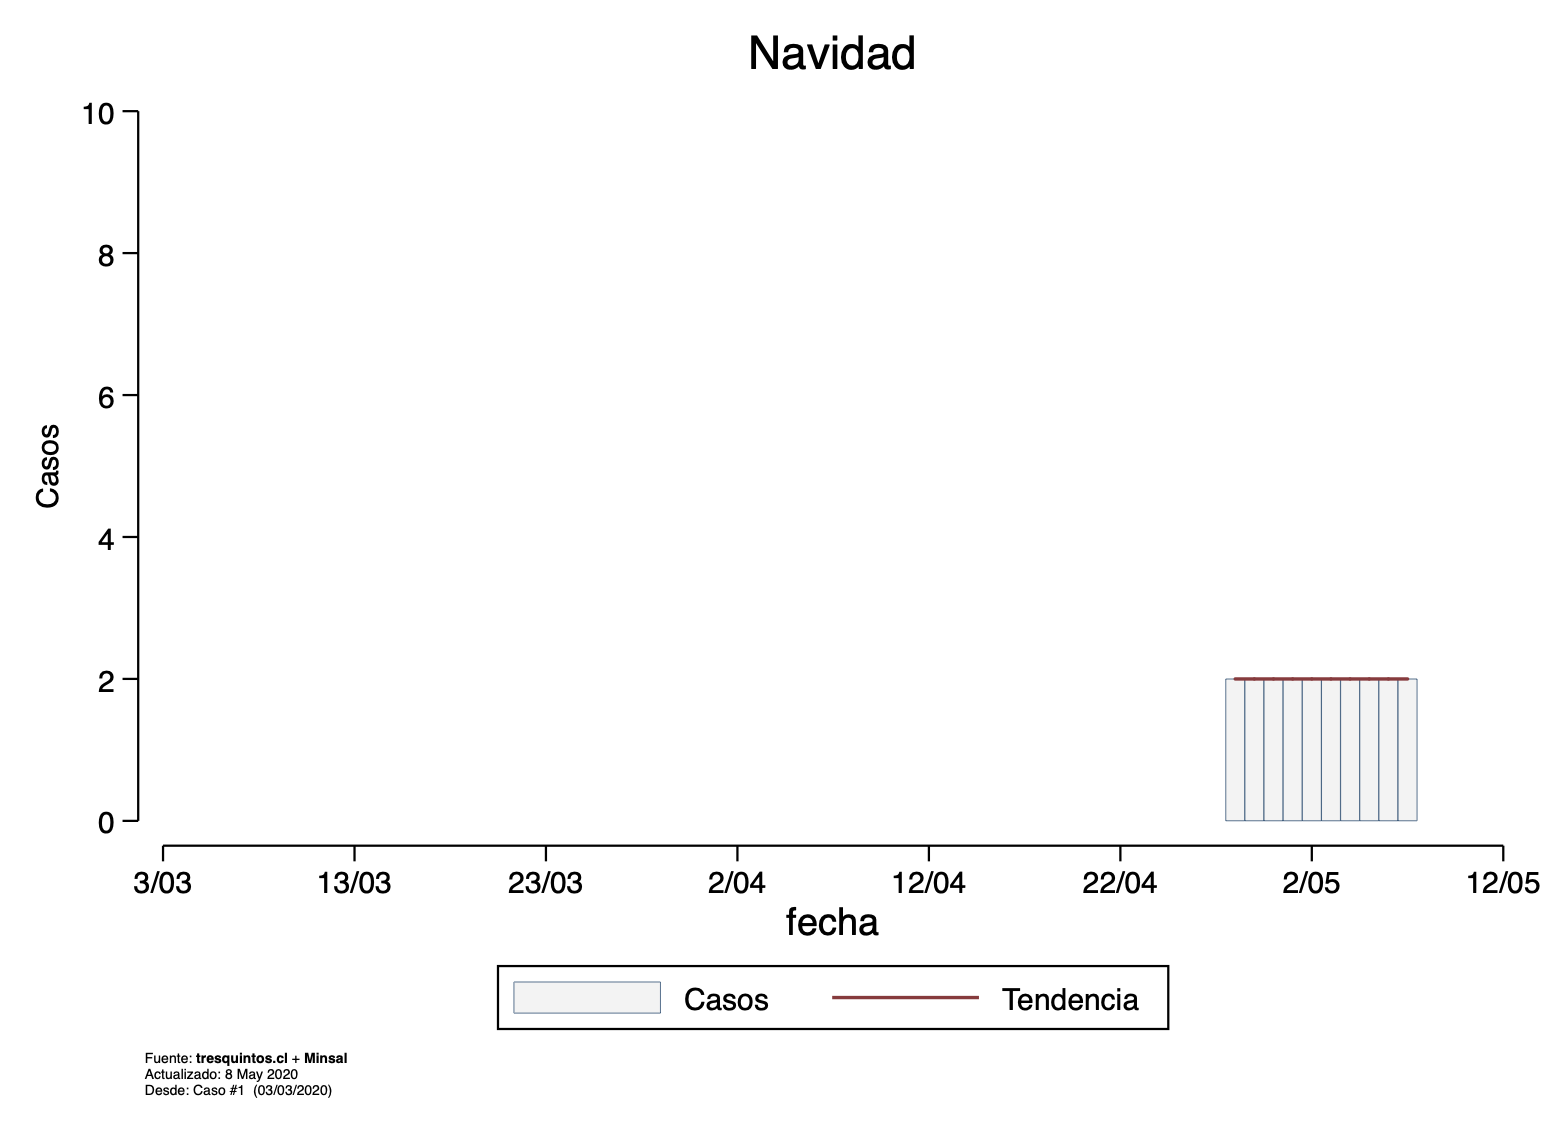 Navidad
10
8
6
4
2
0
Casos
3/03 13/03 23/03 2/04 12/04 22/04 2/05 12/05
fecha
Casos Tendencia
Fuente: tresquintos.cl + Minsal
Actualizado: 8 May 2020
Desde: Caso #1 (03/03/2020)